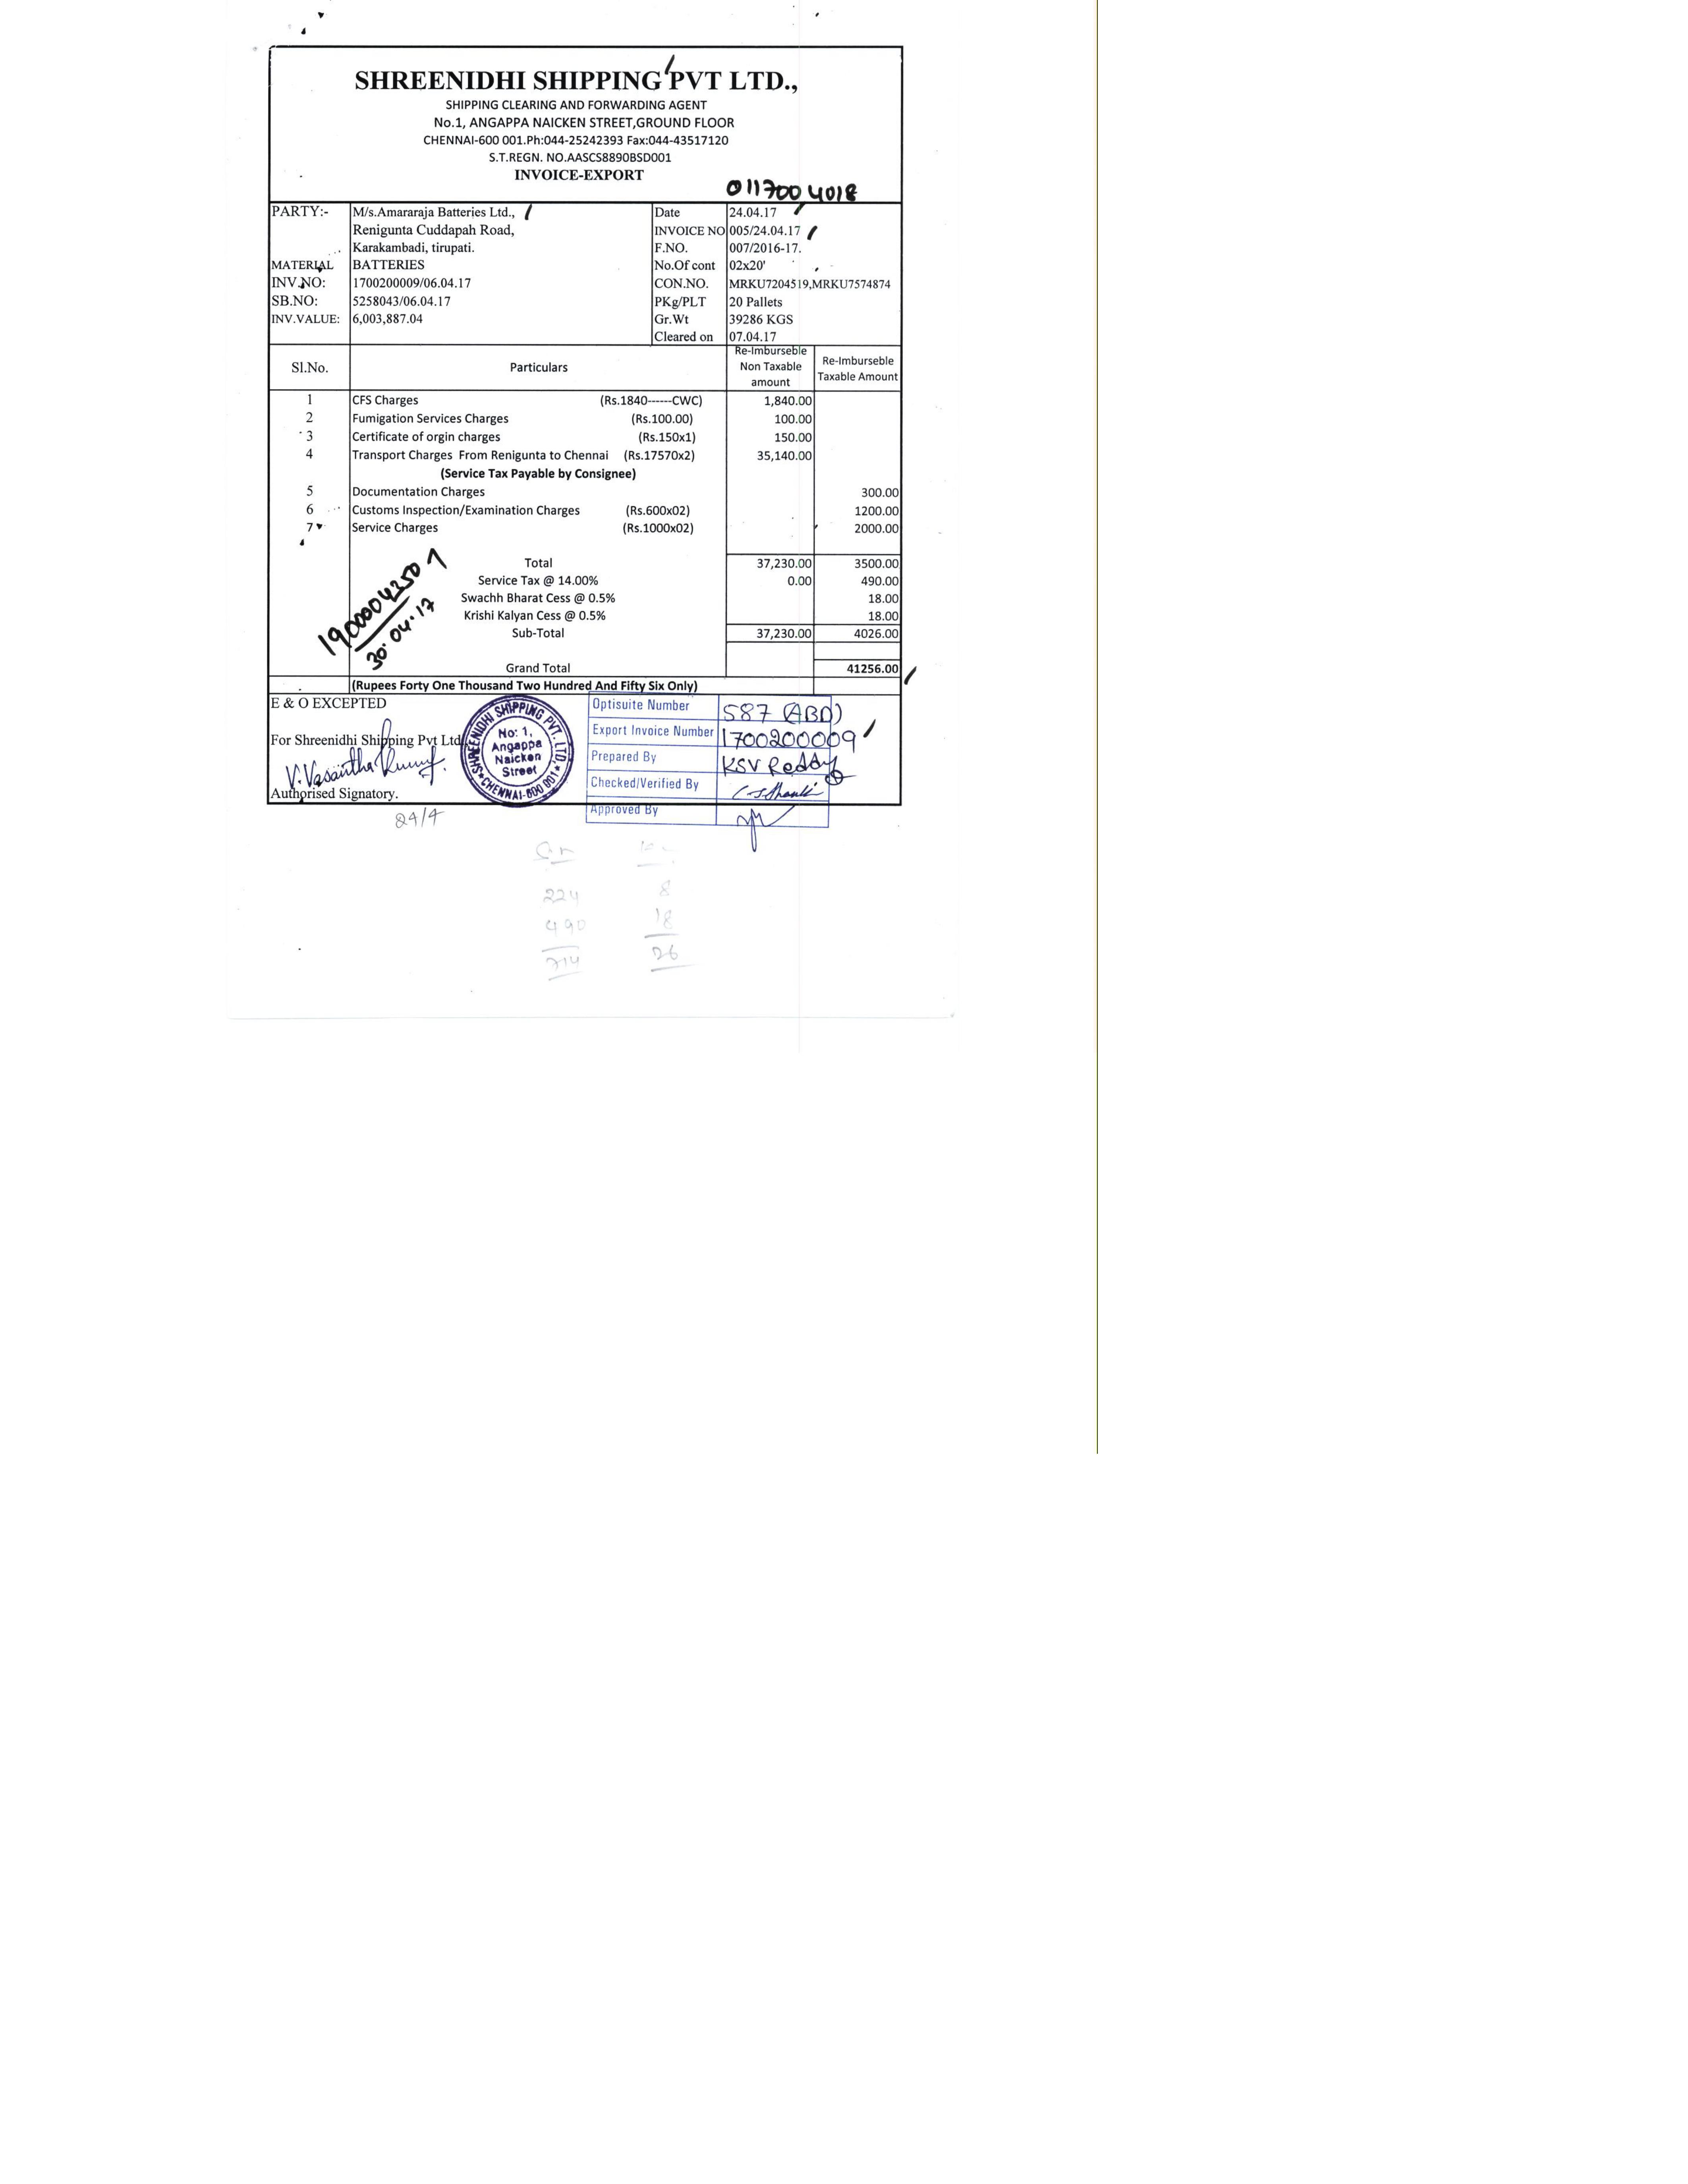 SHREENIDHI SHIPPING PVT LTD.,
SHIPPING CLEARING AND FORWARDING AGENT
No.1, ANGAPPA NAICKEN STREET,GROUND FLOOR
CHENNAI-600 001.Ph:044-25242393 Fax:044-43517120
S.T.REGN. NO.AASCS8890BSD001
INVOICE-EXPORT
0117004018
PARTY:- M/s.Amararaja Batteries Ltd., Date 24.04.17
Renigunta Cuddapah Road, INVOICE NO 005/24.04.17
Karakambadi, tirupati. F.NO. 007/2016-17.
MATERIAL BATTERIES No.Of cont 02x20'
INV.NO: 1700200009/06.04.17 CON.NO. MRKU7204519,MRKU7574874
SB.NO: 5258043/06.04.17 PKg/PLT 20 Pallets
INV.VALUE: 6,003,887.04 Gr.Wt 39286 KGS
Cleared on 07.04.17
Sl.No. Particulars Re-Imburseble Non Taxable amount Re-Imburseble Taxable Amount
1 CFS Charges (Rs.1840------CWC) 1,840.00
2 Fumigation Services Charges (Rs.100.00) 100.00
3 Certificate of orgin charges (Rs.150x1) 150.00
4 Transport Charges From Renigunta to Chennai (Rs.17570x2) 35,140.00
(Service Tax Payable by Consignee)
5 Documentation Charges 300.00
6 Customs Inspection/Examination Charges (Rs.600x02) 1200.00
7 Service Charges (Rs.1000x02) 2000.00
Total 37,230.00 3500.00
Service Tax @ 14.00% 0.00 490.00
Swachh Bharat Cess @ 0.5% 18.00
Krishi Kalyan Cess @ 0.5% 18.00
Sub-Total 37,230.00 4026.00
1900004250
30.04.17
Grand Total 41256.00
(Rupees Forty One Thousand Two Hundred And Fifty Six Only)
E & O EXCEPTED
For Shreenidhi Shipping Pvt Ltd
V.Vasantha
Authorised Signatory.
24/4
SHREENIDHI SHIPPING PVT. LTD. ★ CHENNAI-600 001 ★
No: 1,
Angappa
Naicken
Street
Optisuite Number 587 (ABD)
Export Invoice Number 1700200009
Prepared By KSV Reddy
Checked/Verified By
Approved By
224 8
490 18
714 26